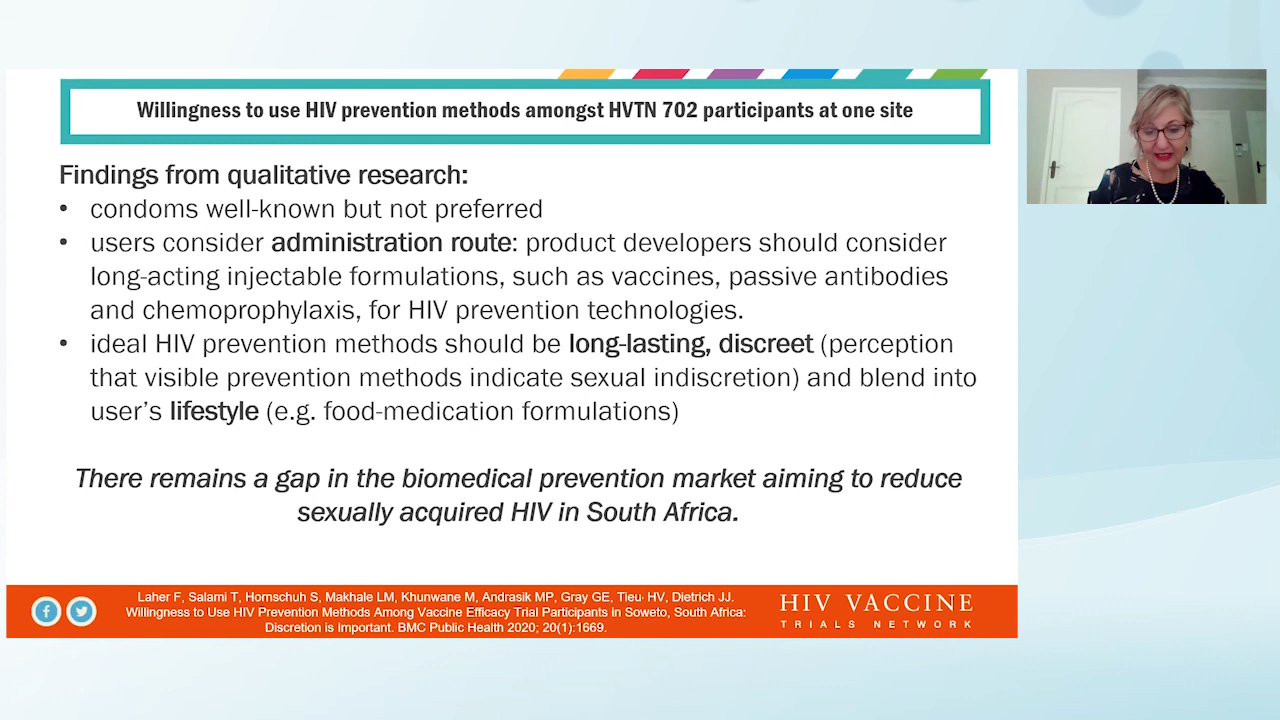 Willingness to use HIV prevention methods amongst HVTN 702 participants at one site
Findings from qualitative research:
• condoms well-known but not preferred
• users consider administration route: product developers should consider
long-acting injectable formulations, such as vaccines, passive antibodies
and chemoprophylaxis, for HIV prevention technologies.
• ideal HIV prevention methods should be long-lasting, discreet (perception
that visible prevention methods indicate sexual indiscretion) and blend into
user's lifestyle (e.g. food-medication formulations)
There remains a gap in the biomedical prevention market aiming to reduce
sexually acquired HIV in South Africa.
Laher F, Salami T, Hornschuh S, Makhale LM, Khunwane M, Andrasik MP, Gray GE, Tieu HV, Dietrich JJ.
Willingness to Use HIV Prevention Methods Among Vaccine Efficacy Trial Participants in Soweto, South Africa:
Discretion is Important. BMC Public Health 2020; 20(1):1669.
HIV VACCINE
TRIALS NETWORK